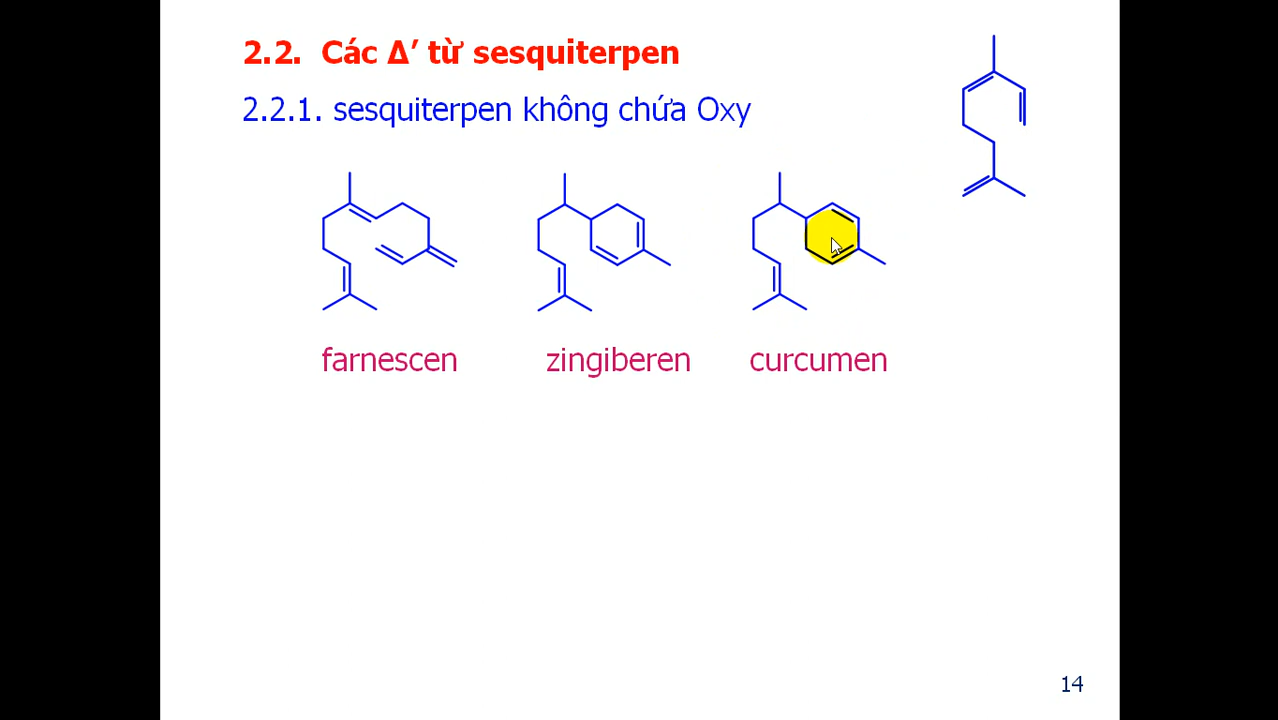 2.2. Các Δ’ từ sesquiterpen
2.2.1. sesquiterpen không chứa Oxy
farnescen zingiberen curcumen
14